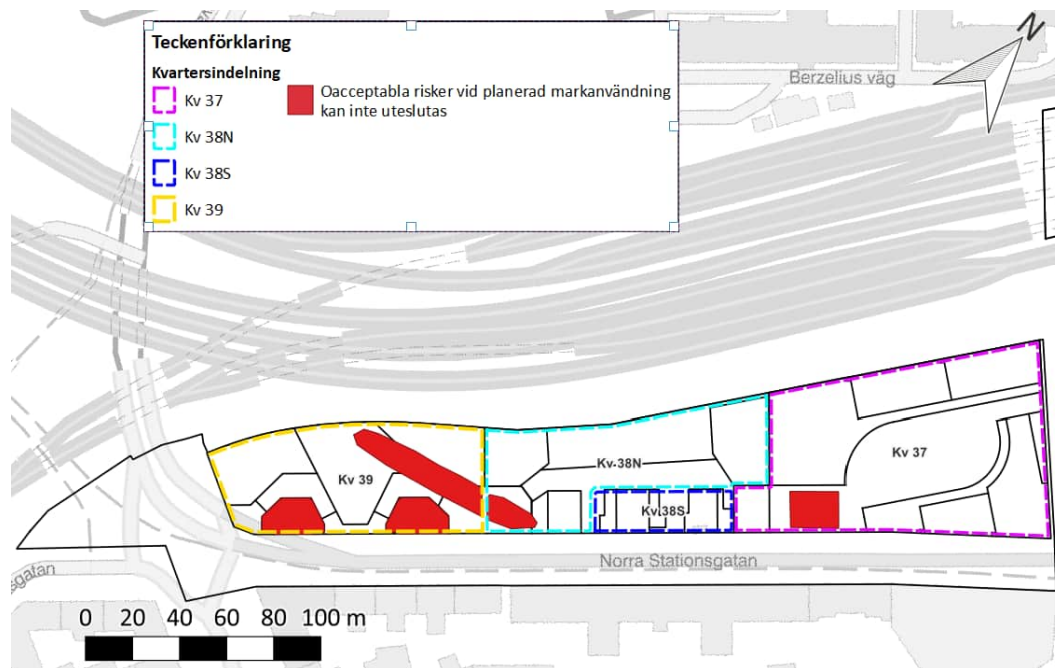 N
Teckenförklaring
Kvartersindelning
Kv 37
Oacceptabla risker vid planerad markanvändning
kan inte uteslutas
Kv 38N
Kv 38S
Kv 39
Berzelius väg
Kv 39
Kv 38N
Kv 38S
Kv 37
Norra Stationsgatan
sgatan
0 20 40 60 80 100 m